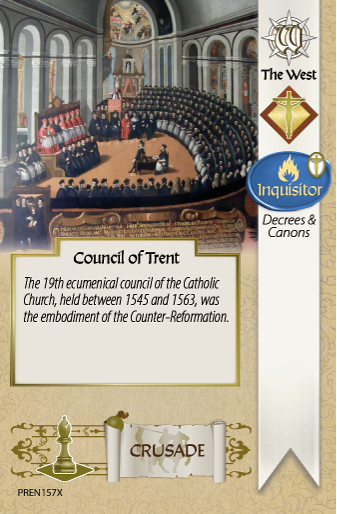 W
The West
Inquisitor
Decrees &
Canons
Council of Trent
The 19th ecumenical council of the Catholic
Church, held between 1545 and 1563, was
the embodiment of the Counter-Reformation.
CRUSADE
PREN157X